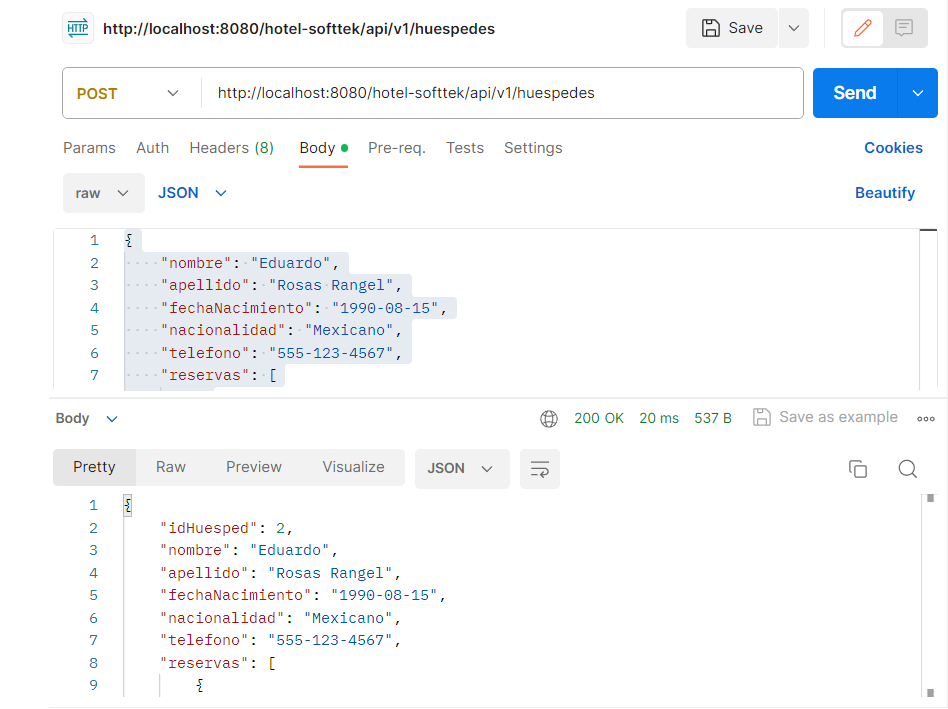 HTTP http://localhost:8080/hotel-softtek/api/v1/huespedes Save
POST http://localhost:8080/hotel-softtek/api/v1/huespedes Send
Params Auth Headers (8) Body Pre-req. Tests Settings Cookies
raw JSON Beautify
1 {
2 "nombre": "Eduardo",
3 "apellido": "Rosas Rangel",
4 "fechaNacimiento": "1990-08-15",
5 "nacionalidad": "Mexicano",
6 "telefono": "555-123-4567",
7 "reservas": [
Body 200 OK 20 ms 537 B Save as example
Pretty Raw Preview Visualize JSON
1 {
2 "idHuesped": 2,
3 "nombre": "Eduardo",
4 "apellido": "Rosas Rangel",
5 "fechaNacimiento": "1990-08-15",
6 "nacionalidad": "Mexicano",
7 "telefono": "555-123-4567",
8 "reservas": [
9 {